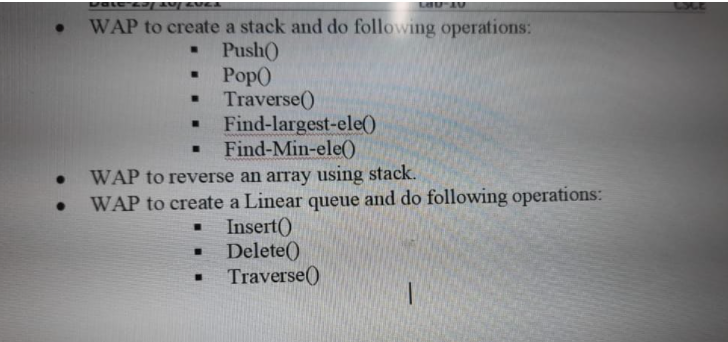 Date-29/10/2021 Lab-10 CSCE
• WAP to create a stack and do following operations:
▪ Push()
▪ Pop()
▪ Traverse()
▪ Find-largest-ele()
▪ Find-Min-ele()
• WAP to reverse an array using stack.
• WAP to create a Linear queue and do following operations:
▪ Insert()
▪ Delete()
▪ Traverse()